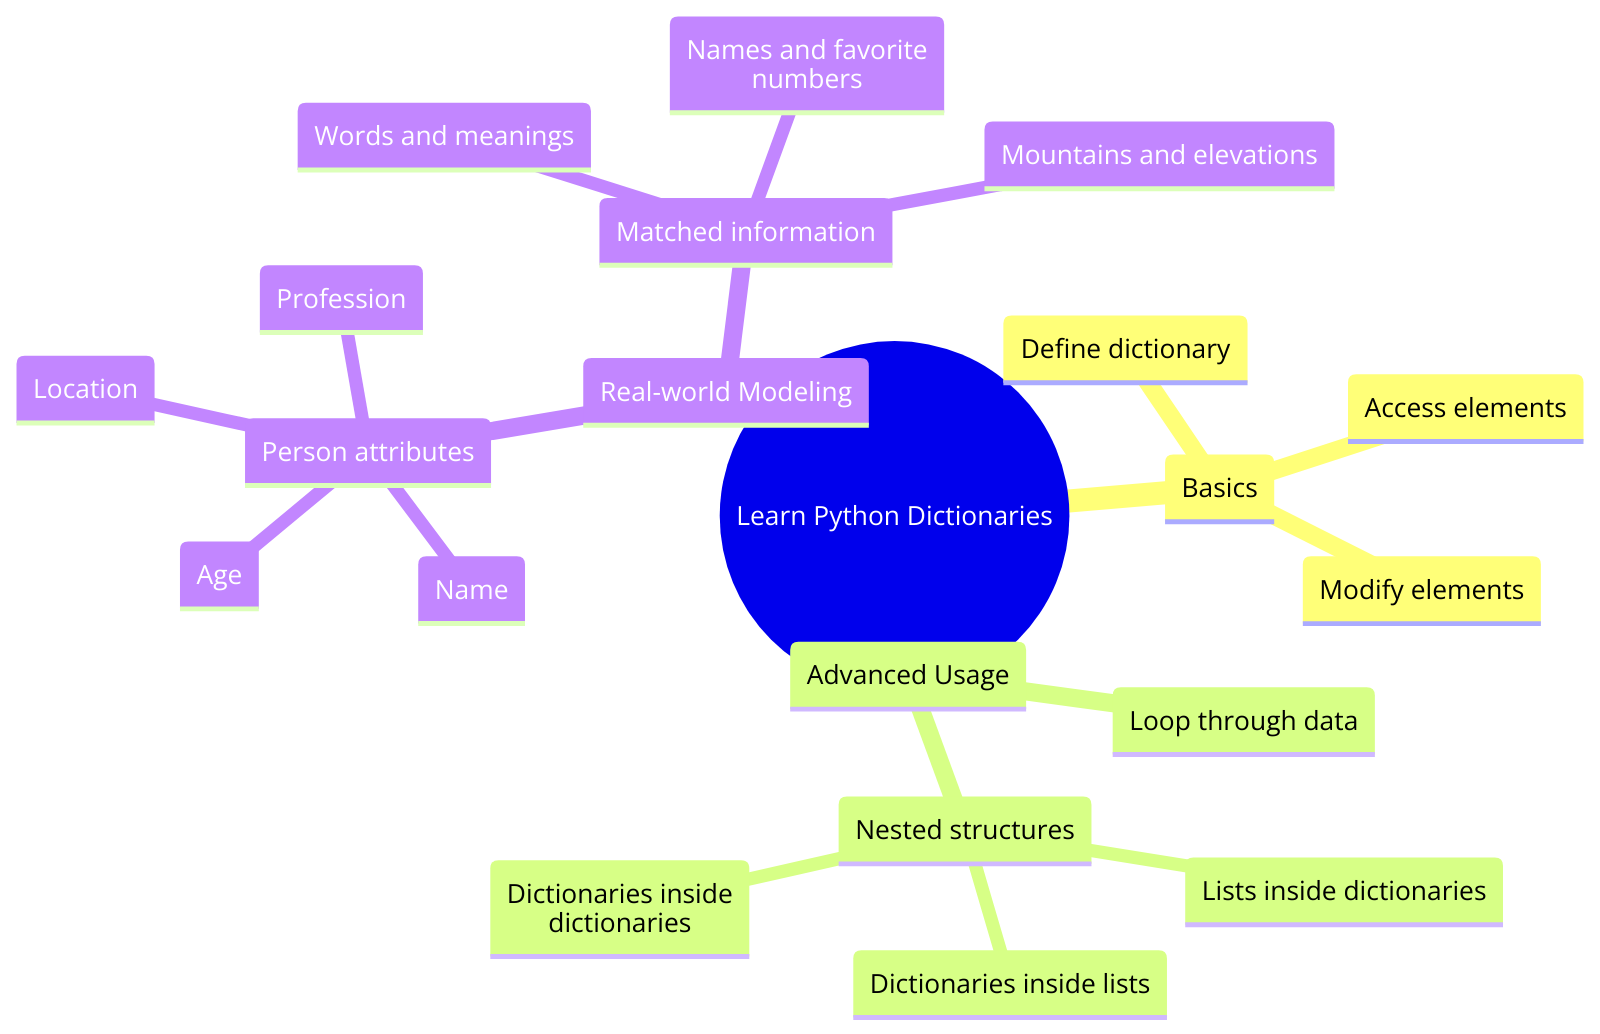 Names and favorite
numbers
Words and meanings
Mountains and elevations
Matched information
Profession
Location
Person attributes
Real-world Modeling
Age
Name
Learn Python Dictionaries
Define dictionary
Access elements
Basics
Modify elements
Advanced Usage
Loop through data
Nested structures
Dictionaries inside
dictionaries
Lists inside dictionaries
Dictionaries inside lists